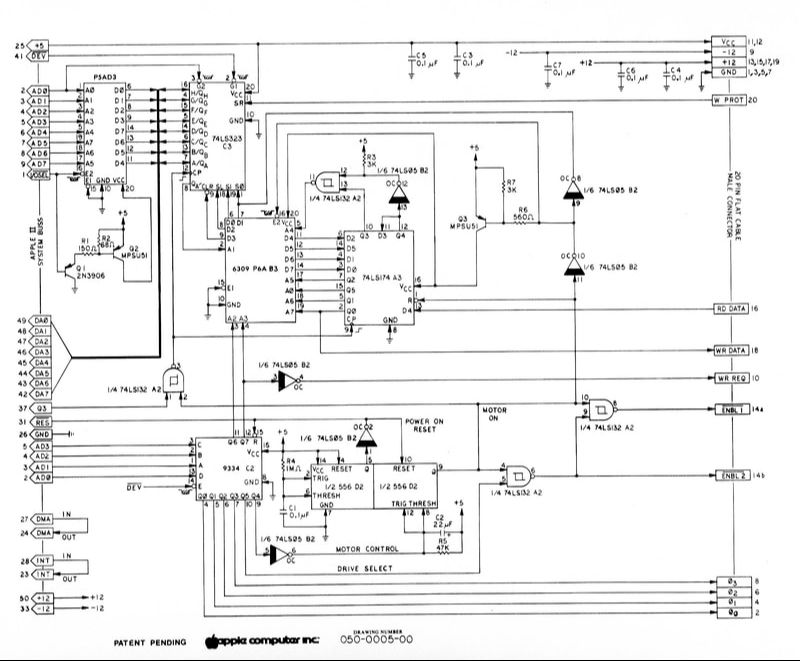 25 +5
41 DEV
2 AD0
3 AD1
4 AD2
5 AD3
6 AD4
7 AD5
8 AD6
9 AD7
1 I/OSEL
P5AD3
A0
A1
A2
A3
A4
A7
A6
A5
D0
D1
D2
D3
D7
D6
D5
D4
E1 GND VCC
E2
74LS323
C3
VCC
SR
GND
CLR SL S1 S0
CP
R1
150Ω
R2
68Ω
+5
Q1
2N3906
Q2
MPSU51
APPLE II
SYSTEM BUSS
6309 P6A B3
D0 D1
D2
D3
A1
E2 VCC
A4
D5
D6
D4
D7
A5
A0
A6
A7
E1
GND
A2 A3
74LS174 A3
Q3 D3 Q4
D2
D5
D1
D0
Q2
Q5
Q1
Q0
CP
GND
VCC
R
D4
+5
R3
3K
1/6 74LS05 B2
1/4 74LS132 A2
OC
+5
R7
3K
Q3
MPSU51
R6
560Ω
OC 8
1/6 74LS05 B2
OC 10
1/6 74LS05 B2
C5
0.1 µF
C3
0.1 µF
-12
C7
0.1 µF
+12
C6
0.1 µF
C4
0.1 µF
VCC 11,12
-12 9
+12 13,15,17,19
GND 1,3,5,7
W PROT 20
20 PIN FLAT CABLE
MALE CONNECTOR
RD DATA 16
WR DATA 18
WR REQ 10
ENBL 1 14a
ENBL 2 14b
49 DA0
48 DA1
47 DA2
46 DA3
45 DA4
44 DA5
43 DA6
42 DA7
37 Q3
31 RES
26 GND
5 AD3
4 AD2
3 AD1
2 AD0
DEV
1/4 74LS132 A2
1/6 74LS05 B2
OC
9334 C2
Q6 Q7 R
VCC
GND
C
B
A
D
E
Q0 Q1 Q2 Q3 Q5 Q4
+5
R4
1MΩ
C1
0.1µF
1/6 74LS05 B2
OC 2
VCC RESET Q
TRIG
THRESH
GND
1/2 556 D2
RESET Q
1/2 556 D2
TRIG THRESH
POWER ON
RESET
MOTOR
ON
1/4 74LS132 A2
1/4 74LS132 A2
+5
C2
22 µF
R5
47K
1/6 74LS05 B2
OC
MOTOR CONTROL
DRIVE SELECT
27 DMA IN
24 DMA OUT
28 INT IN
23 INT OUT
50 +12 +12
33 -12 -12
Ø3 8
Ø2 6
Ø1 4
Ø0 2
PATENT PENDING
apple computer inc.
DRAWING NUMBER
050-0005-00